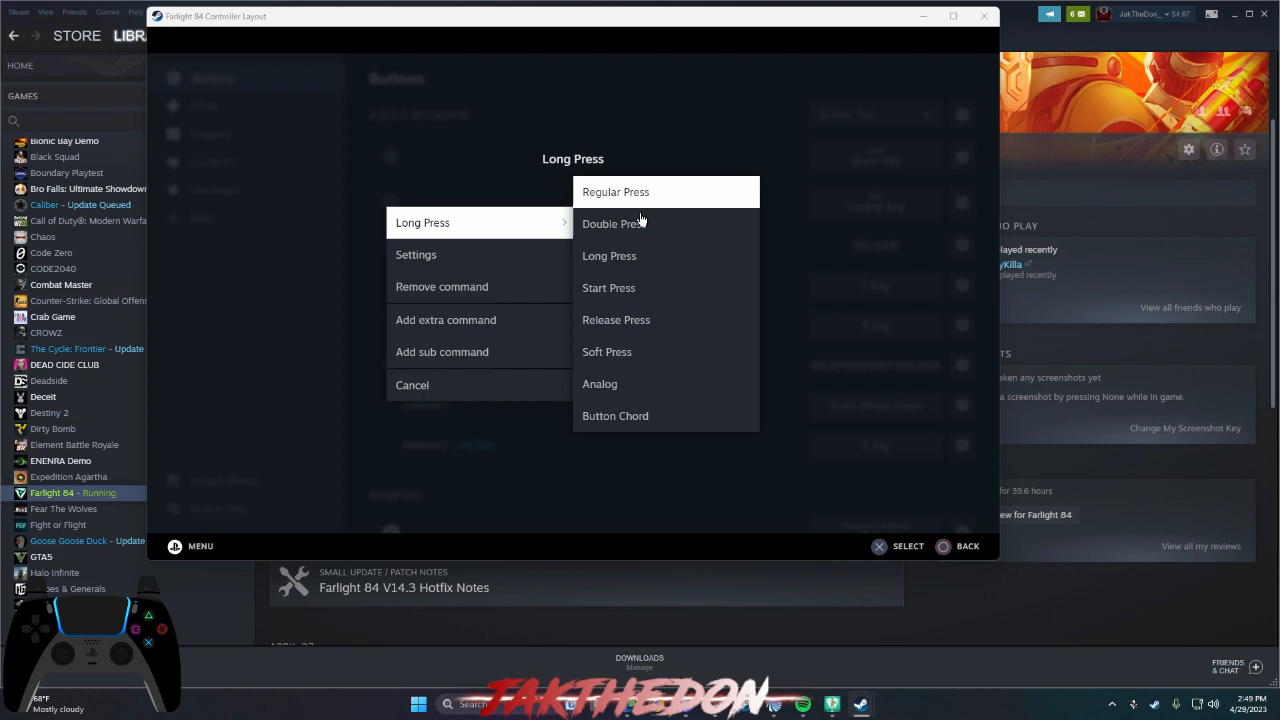 Farlight 84 Controller Layout
Steam View Friends Games Help
6
JakTheDon_ $4.67
STORE LIBR
HOME
GAMES
Bionic Bay Demo
Black Squad
Boundary Playtest
Bro Falls: Ultimate Showdown
Caliber - Update Queued
Call of Duty®: Modern Warfa
Chaos
Code Zero
CODE2040
Combat Master
Counter-Strike: Global Offens
Crab Game
CROWZ
The Cycle: Frontier - Update
DEAD CIDE CLUB
Deadside
Deceit
Destiny 2
Dirty Bomb
Element Battle Royale
ENENRA Demo
Expedition Agartha
Farlight 84 - Running
Fear The Wolves
Fight or Flight
Goose Goose Duck - Update
GTA5
Halo Infinite
& Generals
Buttons
Long Press
Long Press
Settings
Remove command
Add extra command
Add sub command
Cancel
Regular Press
Double Press
Long Press
Start Press
Release Press
Soft Press
Analog
Button Chord
MENU
SELECT
BACK
O PLAY
layed recently
yKilla
played recently
View all friends who play
TS
aken any screenshots yet
a screenshot by pressing None while in game.
Change My Screenshot Key
for 39.6 hours
ew for Farlight 84
View all my reviews
SMALL UPDATE / PATCH NOTES
Farlight 84 V14.3 Hotfix Notes
DOWNLOADS
Manage
FRIENDS
& CHAT
68°F
Mostly cloudy
Search
JAKTHEDON
2:49 PM
4/29/2023